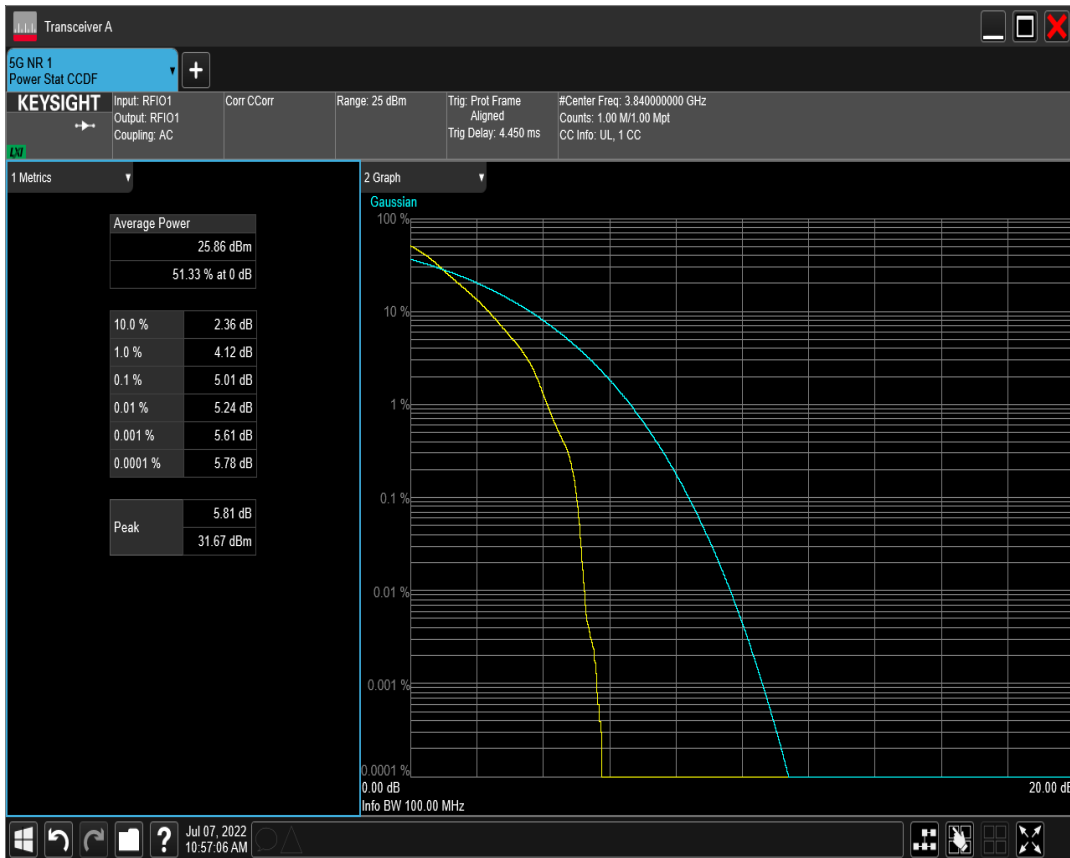 Transceiver A
5G NR 1
Power Stat CCDF
+
KEYSIGHT
LXI
Input: RFIO1
Output: RFIO1
Coupling: AC
Corr CCorr
Range: 25 dBm
Trig: Prot Frame
Aligned
Trig Delay: 4.450 ms
#Center Freq: 3.840000000 GHz
Counts: 1.00 M/1.00 Mpt
CC Info: UL, 1 CC
1 Metrics
Average Power
25.86 dBm
51.33 % at 0 dB
10.0 % 2.36 dB
1.0 % 4.12 dB
0.1 % 5.01 dB
0.01 % 5.24 dB
0.001 % 5.61 dB
0.0001 % 5.78 dB
Peak
5.81 dB
31.67 dBm
2 Graph
Gaussian
100 %
10 %
1 %
0.1 %
0.01 %
0.001 %
0.0001 %
0.00 dB
20.00 dB
Info BW 100.00 MHz
?
Jul 07, 2022
10:57:06 AM